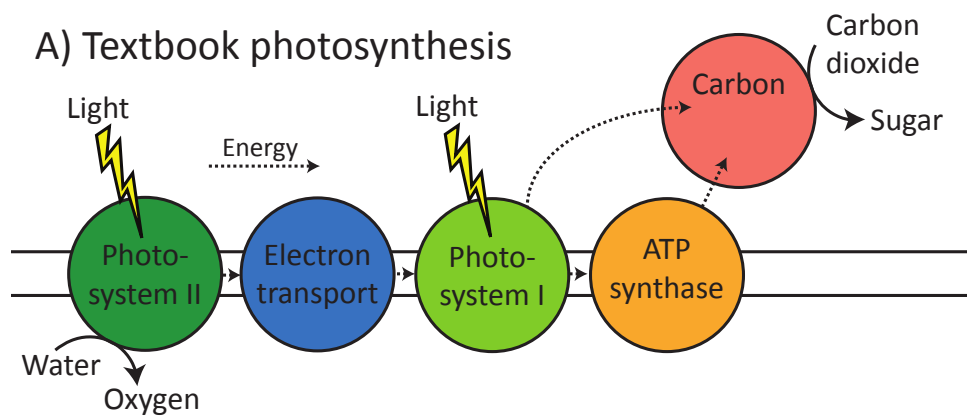 A) Textbook photosynthesis
Carbon
dioxide
Light
Light
Carbon
Sugar
Energy
Photo-
system II
Electron
transport
Photo-
system I
ATP
synthase
Water
Oxygen